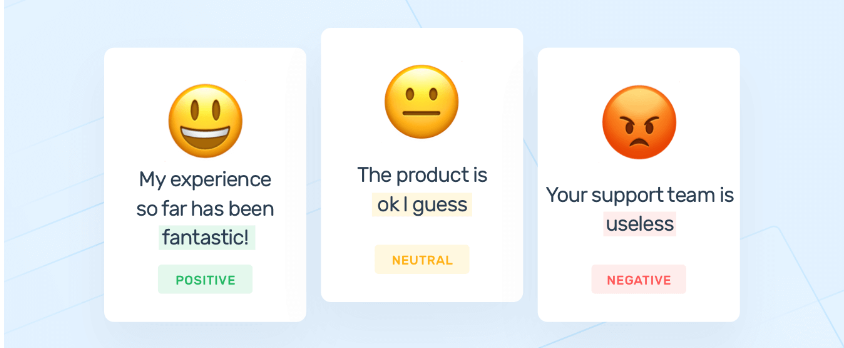 My experience
so far has been
fantastic!
POSITIVE
The product is
ok I guess
NEUTRAL
Your support team is
useless
NEGATIVE